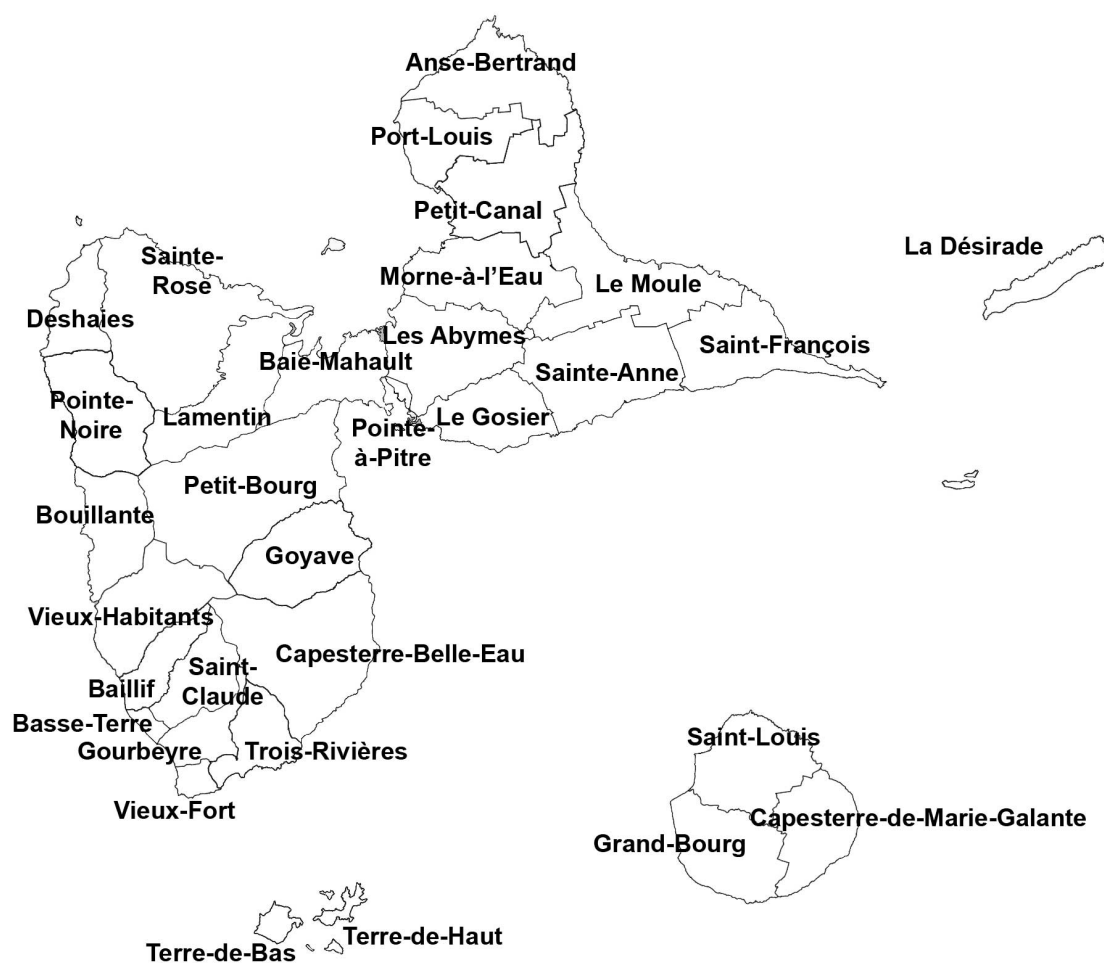 Anse-Bertrand
Port-Louis
Petit-Canal
La Désirade
Sainte-
Rose
Morne-à-l’Eau
Le Moule
Deshaies
Les Abymes
Saint-François
Baie-Mahault
Sainte-Anne
Pointe-
Noire
Lamentin
Le Gosier
Pointe-
à-Pitre
Petit-Bourg
Bouillante
Goyave
Vieux-Habitants
Capesterre-Belle-Eau
Saint-
Claude
Baillif
Basse-Terre
Gourbeyre
Trois-Rivières
Saint-Louis
Vieux-Fort
Capesterre-de-Marie-Galante
Grand-Bourg
Terre-de-Haut
Terre-de-Bas